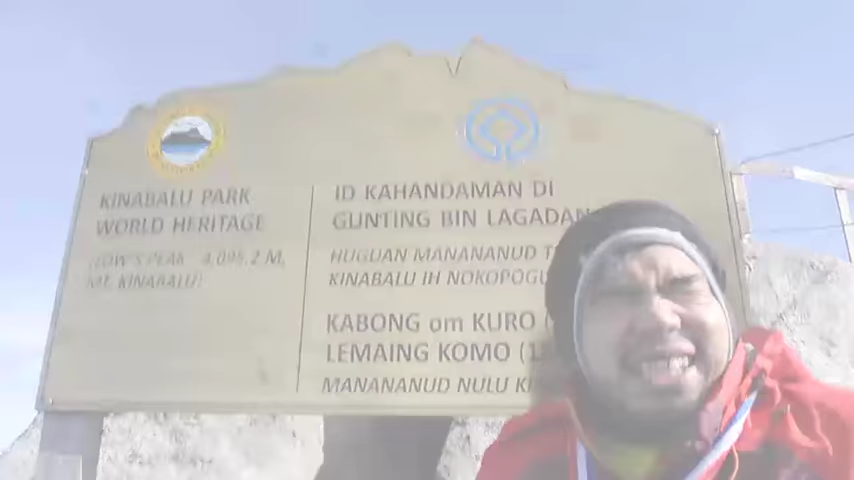 KINABALU PARK
WORLD HERITAGE
(LOW'S PEAK - 4,095.2 M,
MT. KINABALU)
ID KAHANDAMAN DI
GUNTING BIN LAGADAN
HUGUAN MANANANUD
KINABALU IH NOKOPOGU
KABONG om KURO
LEMAING KOMO
MANANANUD NULU